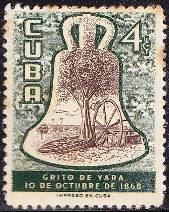 CUBA
4¢
GRITO DE YARA
10 DE OCTUBRE DE 1868
IMPRESO EN CUBA